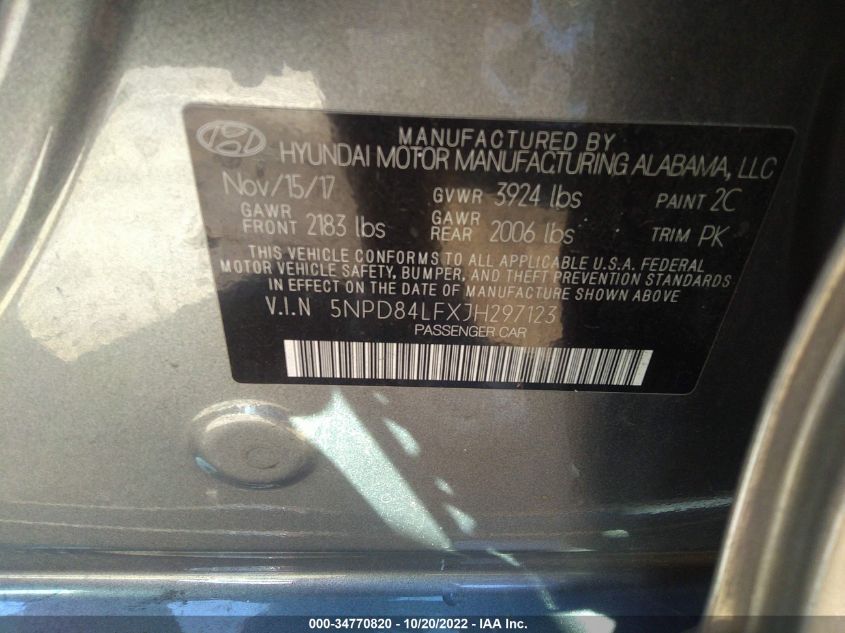 MANUFACTURED BY
HYUNDAI MOTOR MANUFACTURING ALABAMA, LLC
Nov/15/17 GVWR 3924 lbs PAINT 2C
GAWR FRONT 2183 lbs GAWR REAR 2006 lbs TRIM PK
THIS VEHICLE CONFORMS TO ALL APPLICABLE U.S.A. FEDERAL
MOTOR VEHICLE SAFETY, BUMPER, AND THEFT PREVENTION STANDARDS
IN EFFECT ON THE DATE OF MANUFACTURE SHOWN ABOVE
V.I.N 5NPD84LFXJH297123
PASSENGER CAR
000-34770820 - 10/20/2022 - IAA Inc.